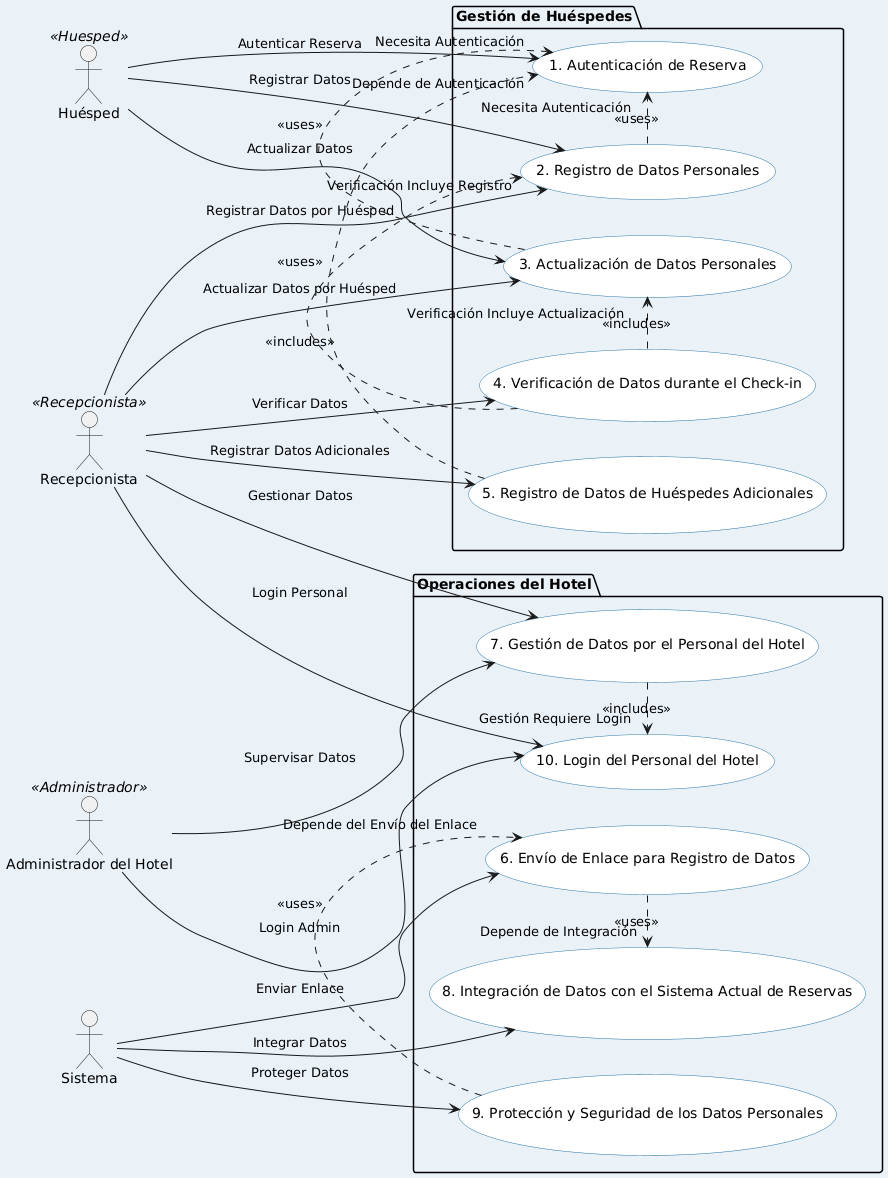 Gestión de Huéspedes
«Huesped»
Huésped
Autenticar Reserva
Necesita Autenticación
1. Autenticación de Reserva
Registrar Datos
Depende de Autenticación
Necesita Autenticación
«uses»
«uses»
Actualizar Datos
2. Registro de Datos Personales
Verificación Incluye Registro
Registrar Datos por Huésped
«uses»
3. Actualización de Datos Personales
Actualizar Datos por Huésped
Verificación Incluye Actualización
«includes»
«includes»
4. Verificación de Datos durante el Check-in
«Recepcionista»
Recepcionista
Verificar Datos
Registrar Datos Adicionales
5. Registro de Datos de Huéspedes Adicionales
Gestionar Datos
Operaciones del Hotel
Login Personal
7. Gestión de Datos por el Personal del Hotel
«includes»
Gestión Requiere Login
Supervisar Datos
10. Login del Personal del Hotel
«Administrador»
Administrador del Hotel
Depende del Envío del Enlace
6. Envío de Enlace para Registro de Datos
«uses»
Login Admin
«uses»
Depende de Integración
Enviar Enlace
8. Integración de Datos con el Sistema Actual de Reservas
Sistema
Integrar Datos
Proteger Datos
9. Protección y Seguridad de los Datos Personales